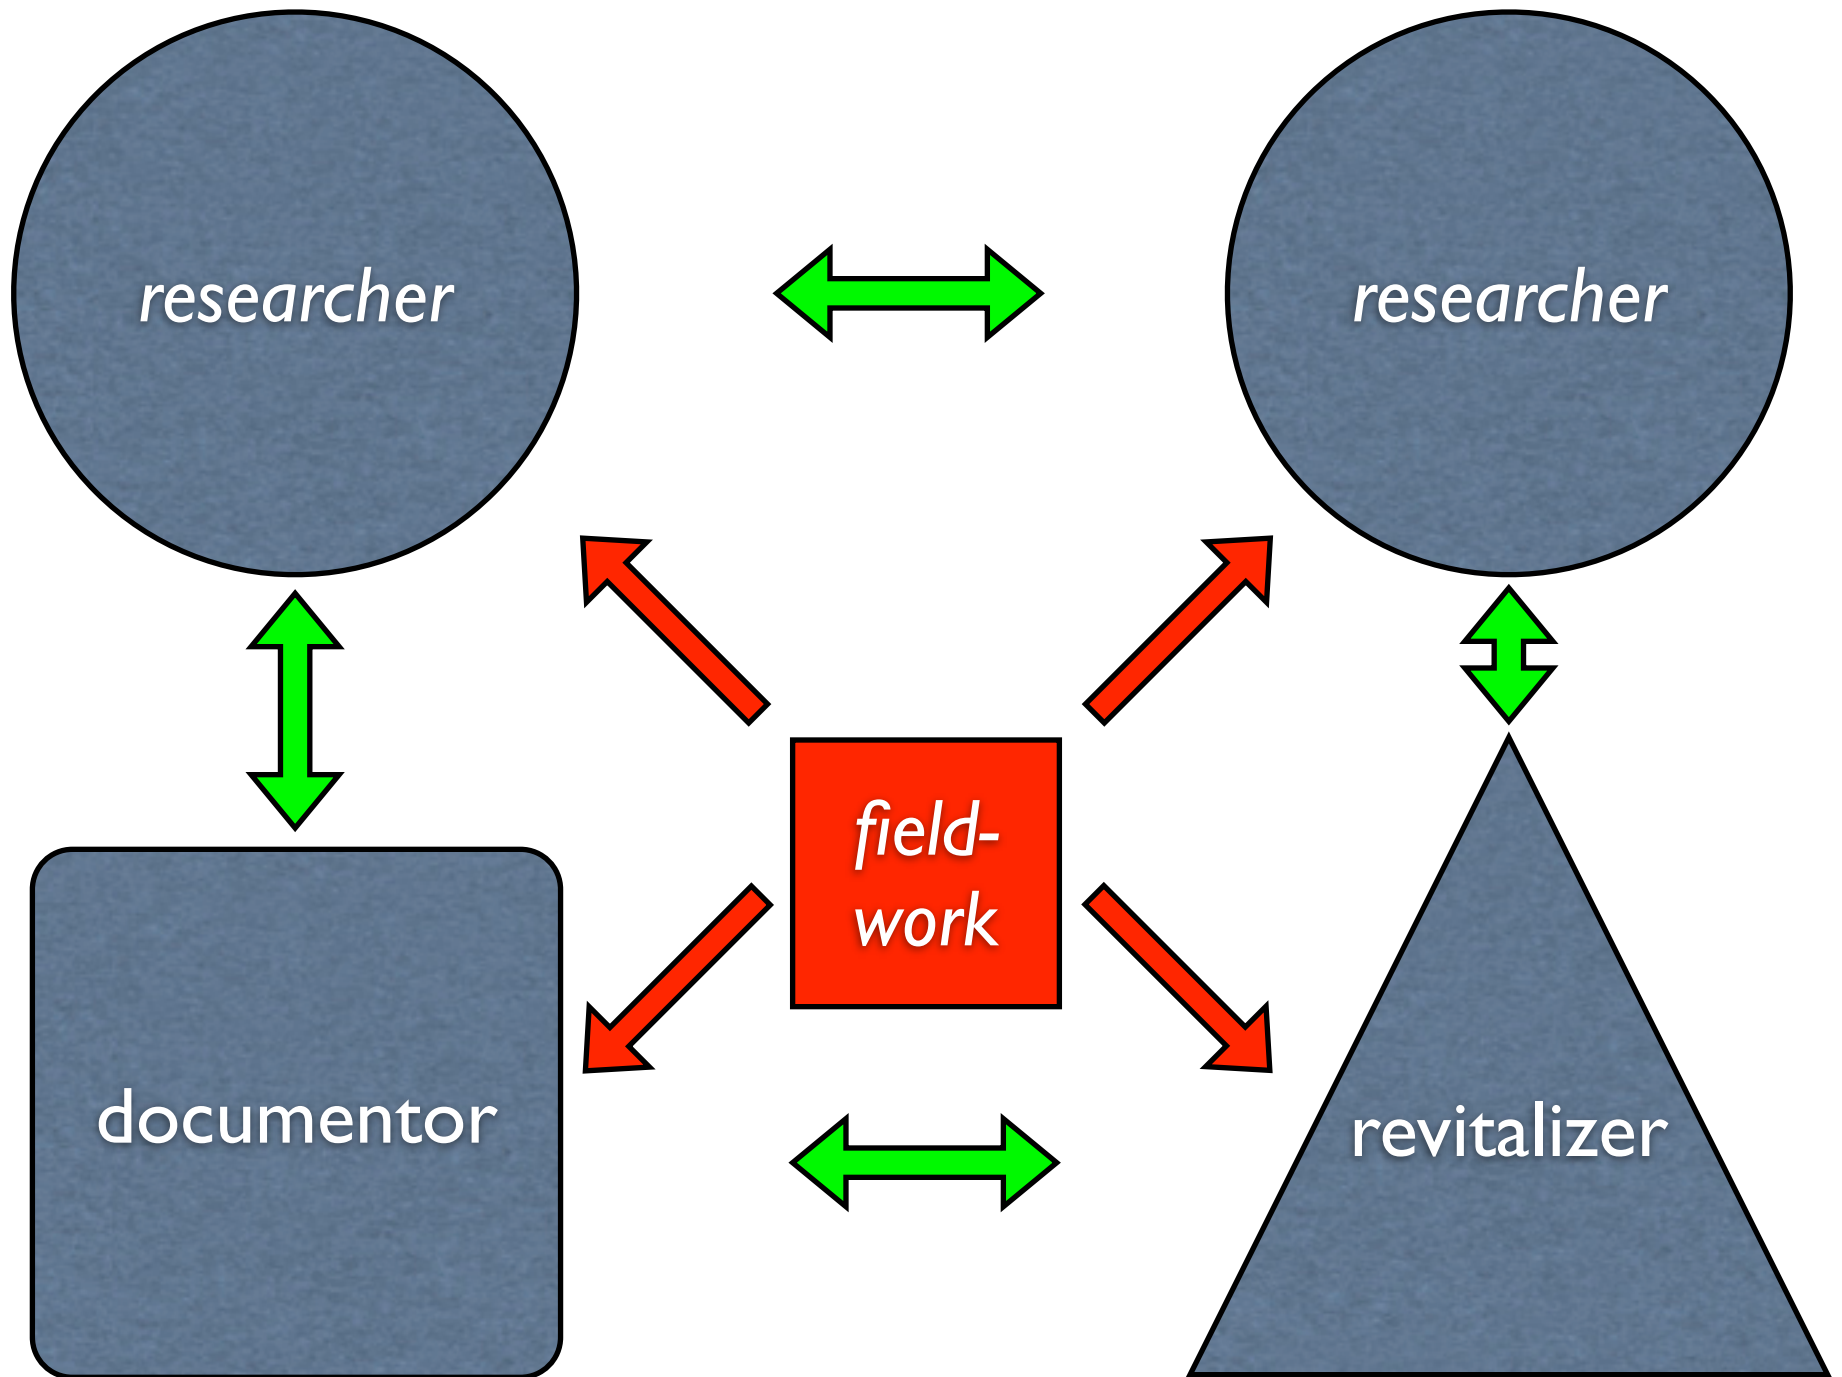 researcher
researcher
field-
work
documentor
revitalizer